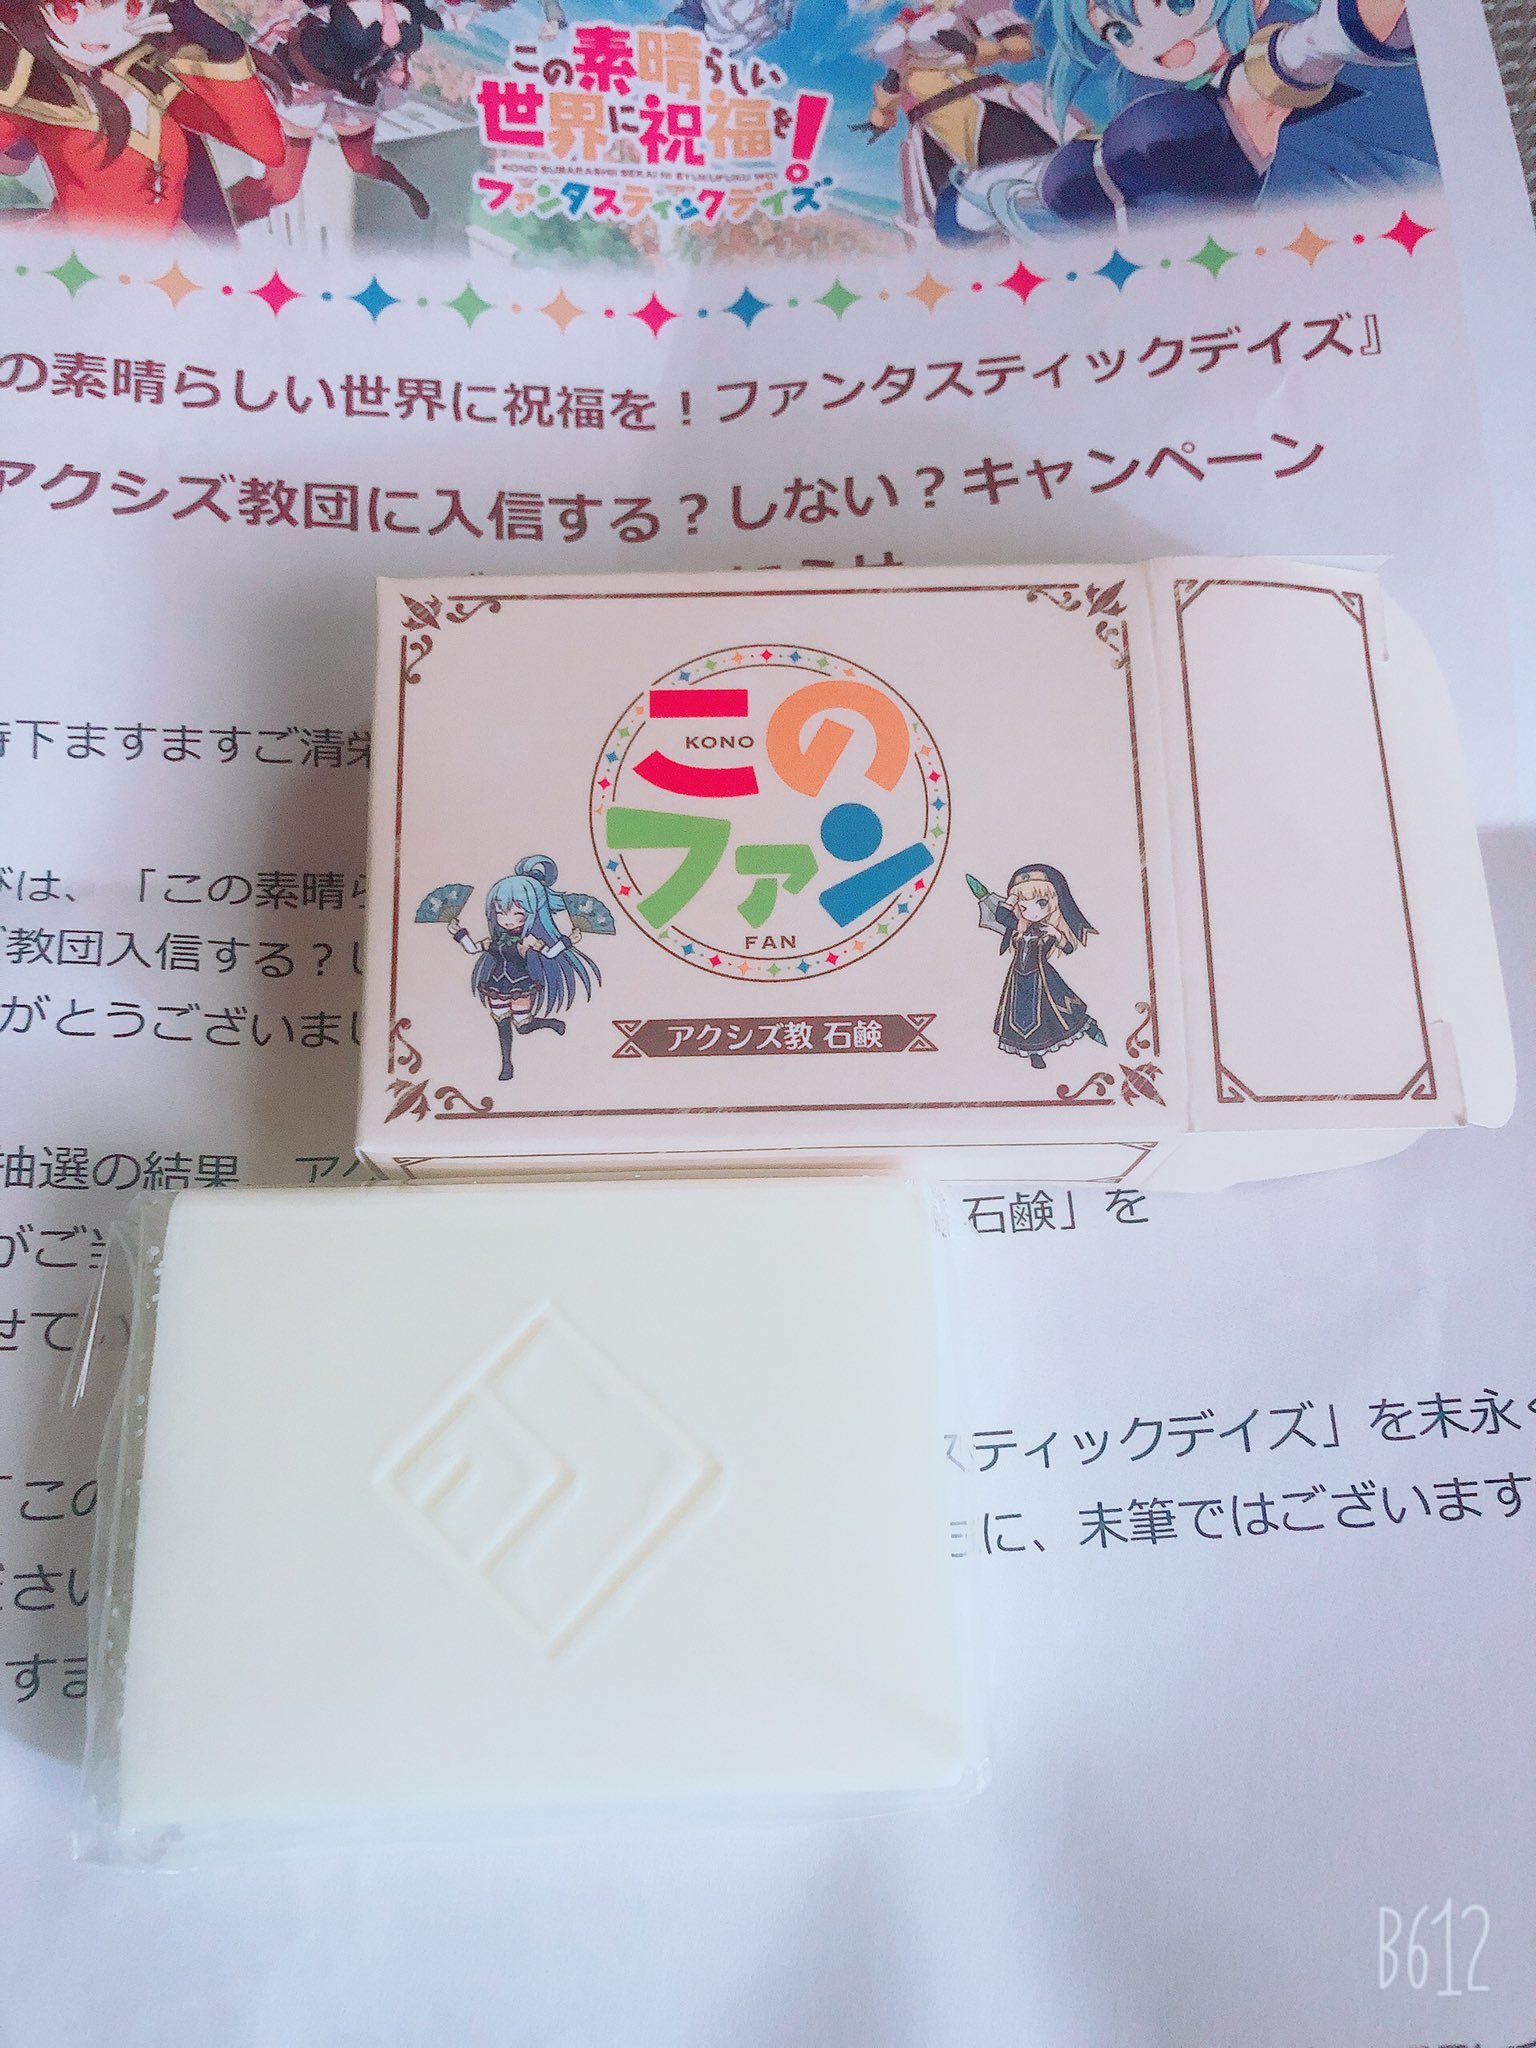 この素晴らしい
世界に祝福を!
KONO SUBARASHII SEKAI NI SYUKUFUKU WO!
ファンタスティックデイズ
の素晴らしい世界に祝福を！ファンタスティックデイズ』
アクシズ教団に入信する？しない？キャンペーン
この
KONO
ファン
FAN
アクシズ教 石鹸
時下ますますご清栄
びは、「この素晴ら
教団入信する？し
がとうございまし
抽選の結果、アク
石鹸」を
がご当
せてい
スティックデイズ」を末永く
「この
に、末筆ではございます
ださい
すま
B612